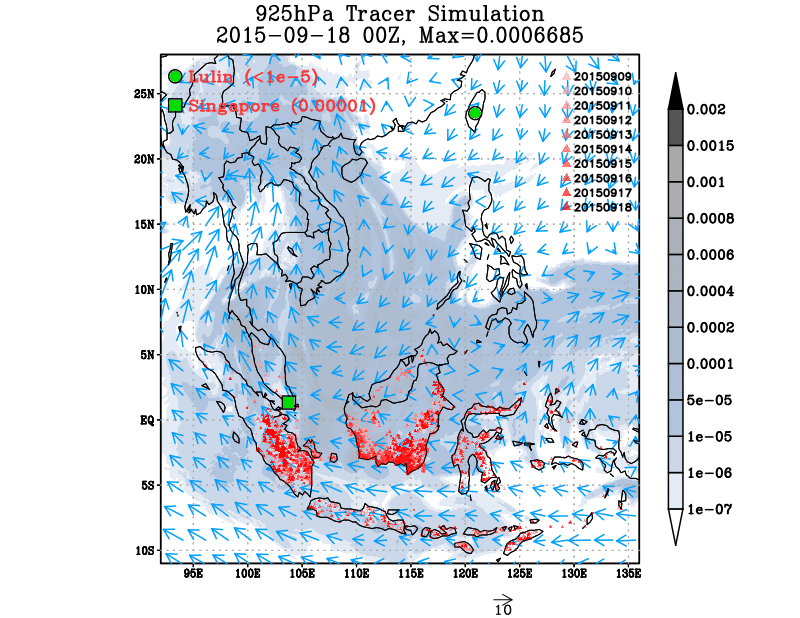 925hPa Tracer Simulation
2015-09-18 00Z, Max=0.0006685
Lulin (<1e-5)
Singapore (0.00001)
20150909
20150910
20150911
20150912
20150913
20150914
20150915
20150916
20150917
20150918
25N
20N
15N
10N
5N
EQ
5S
10S
95E 100E 105E 110E 115E 120E 125E 130E 135E
10
0.002
0.0015
0.001
0.0008
0.0006
0.0004
0.0002
0.0001
5e-05
1e-05
1e-06
1e-07